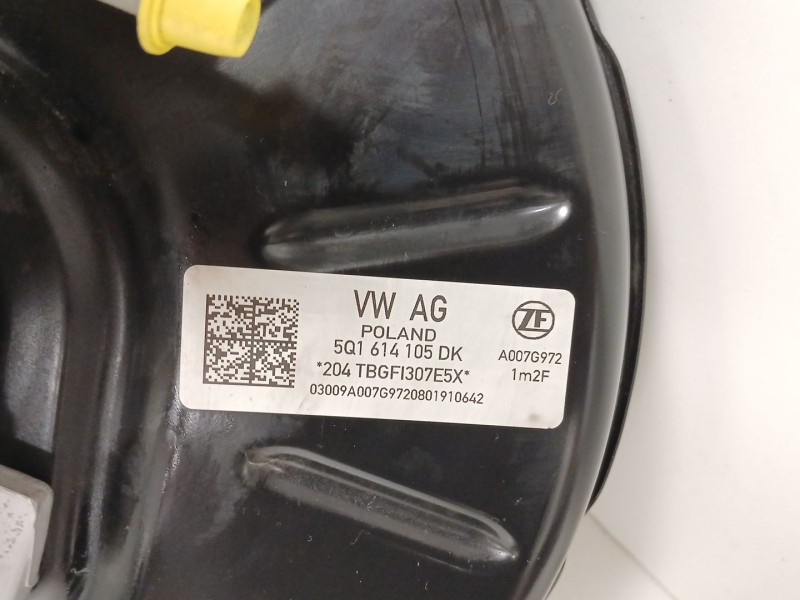 VW AG
POLAND
5Q1 614 105 DK
*204 TBGFI307E5X*
03009A007G9720801910642
ZF
A007G972
1m2F